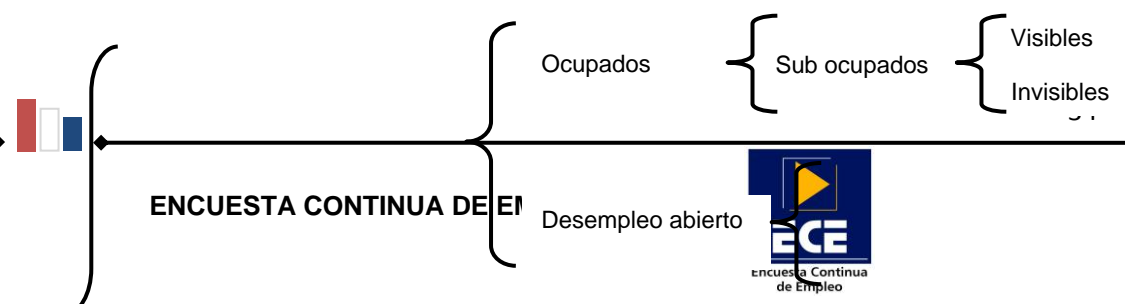 Visibles
Ocupados
Sub ocupados
Invisibles
ENCUESTA CONTINUA DE
Desempleo abierto
ECE
Encuesta Continua
de Empleo